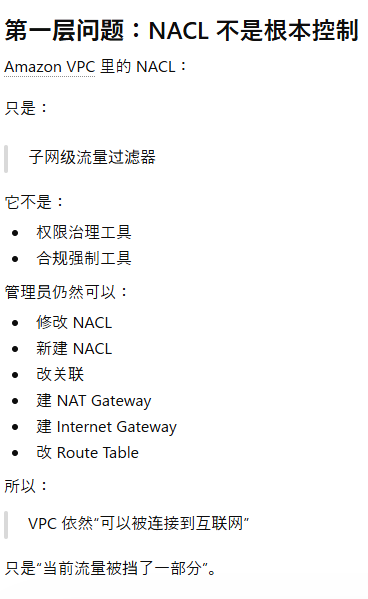 第一层问题：NACL 不是根本控制
Amazon VPC 里的 NACL：
只是：
子网级流量过滤器
它不是：
• 权限治理工具
• 合规强制工具
管理员仍然可以：
• 修改 NACL
• 新建 NACL
• 改关联
• 建 NAT Gateway
• 建 Internet Gateway
• 改 Route Table
所以：
VPC 依然“可以被连接到互联网”
只是“当前流量被挡了一部分”。